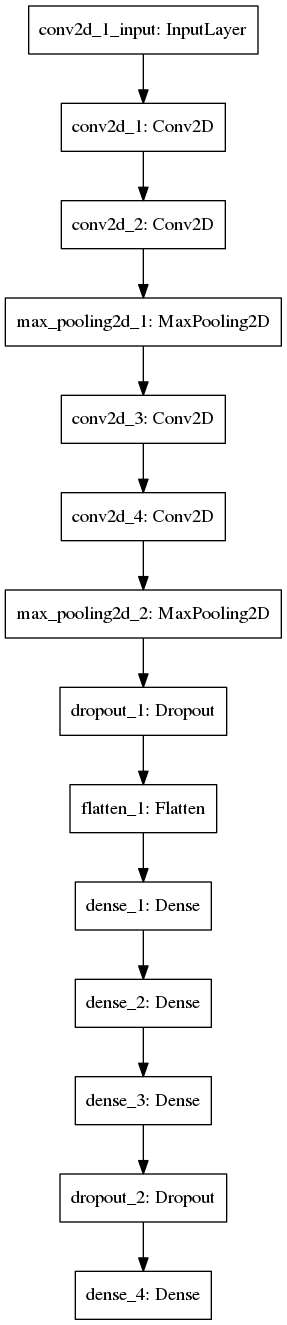 conv2d_1_input: InputLayer
conv2d_1: Conv2D
conv2d_2: Conv2D
max_pooling2d_1: MaxPooling2D
conv2d_3: Conv2D
conv2d_4: Conv2D
max_pooling2d_2: MaxPooling2D
dropout_1: Dropout
flatten_1: Flatten
dense_1: Dense
dense_2: Dense
dense_3: Dense
dropout_2: Dropout
dense_4: Dense